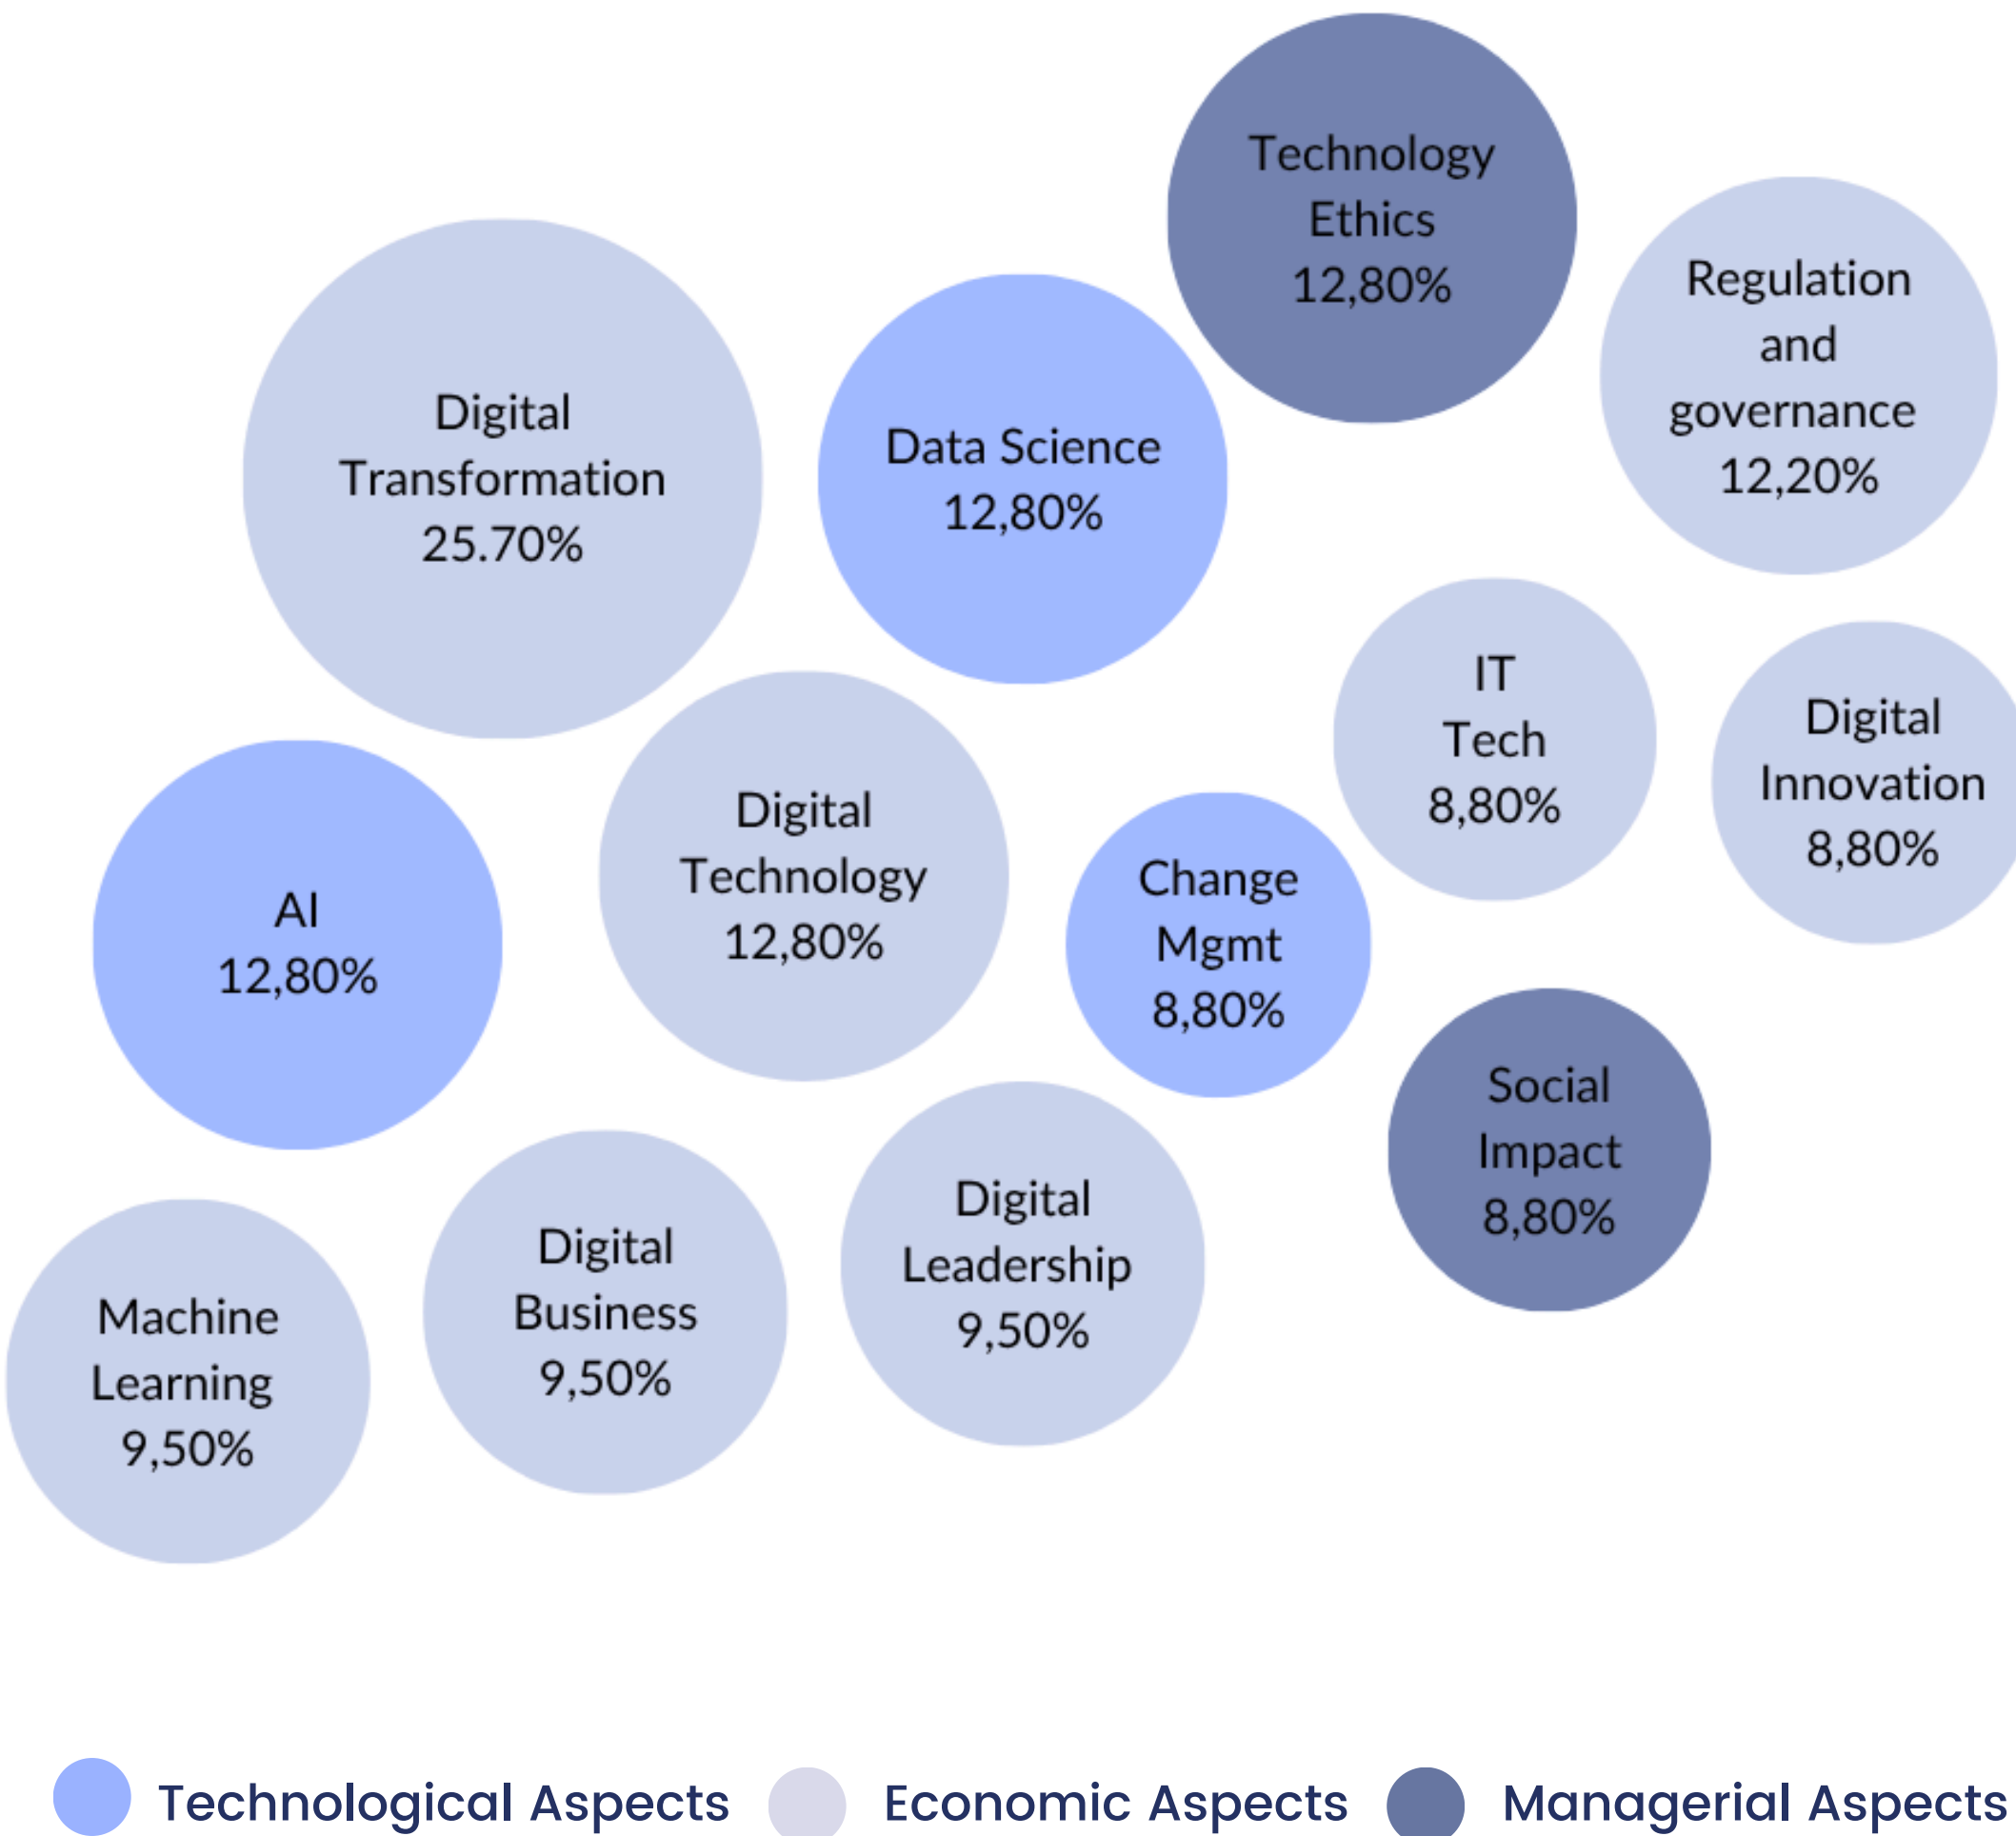 Technology
Ethics
12,80%
Regulation
and
governance
12,20%
Digital
Transformation
25.70%
Data Science
12,80%
IT
Tech
8,80%
Digital
Innovation
8,80%
AI
12,80%
Digital
Technology
12,80%
Change
Mgmt
8,80%
Social
Impact
8,80%
Machine
Learning
9,50%
Digital
Business
9,50%
Digital
Leadership
9,50%
Technological Aspects
Economic Aspects
Managerial Aspects